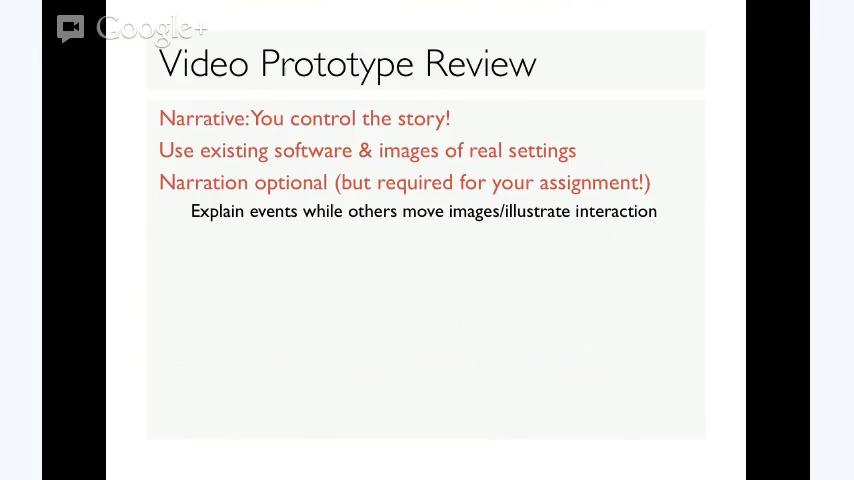 Google+
Video Prototype Review
Narrative: You control the story!
Use existing software & images of real settings
Narration optional (but required for your assignment!)
Explain events while others move images/illustrate interaction